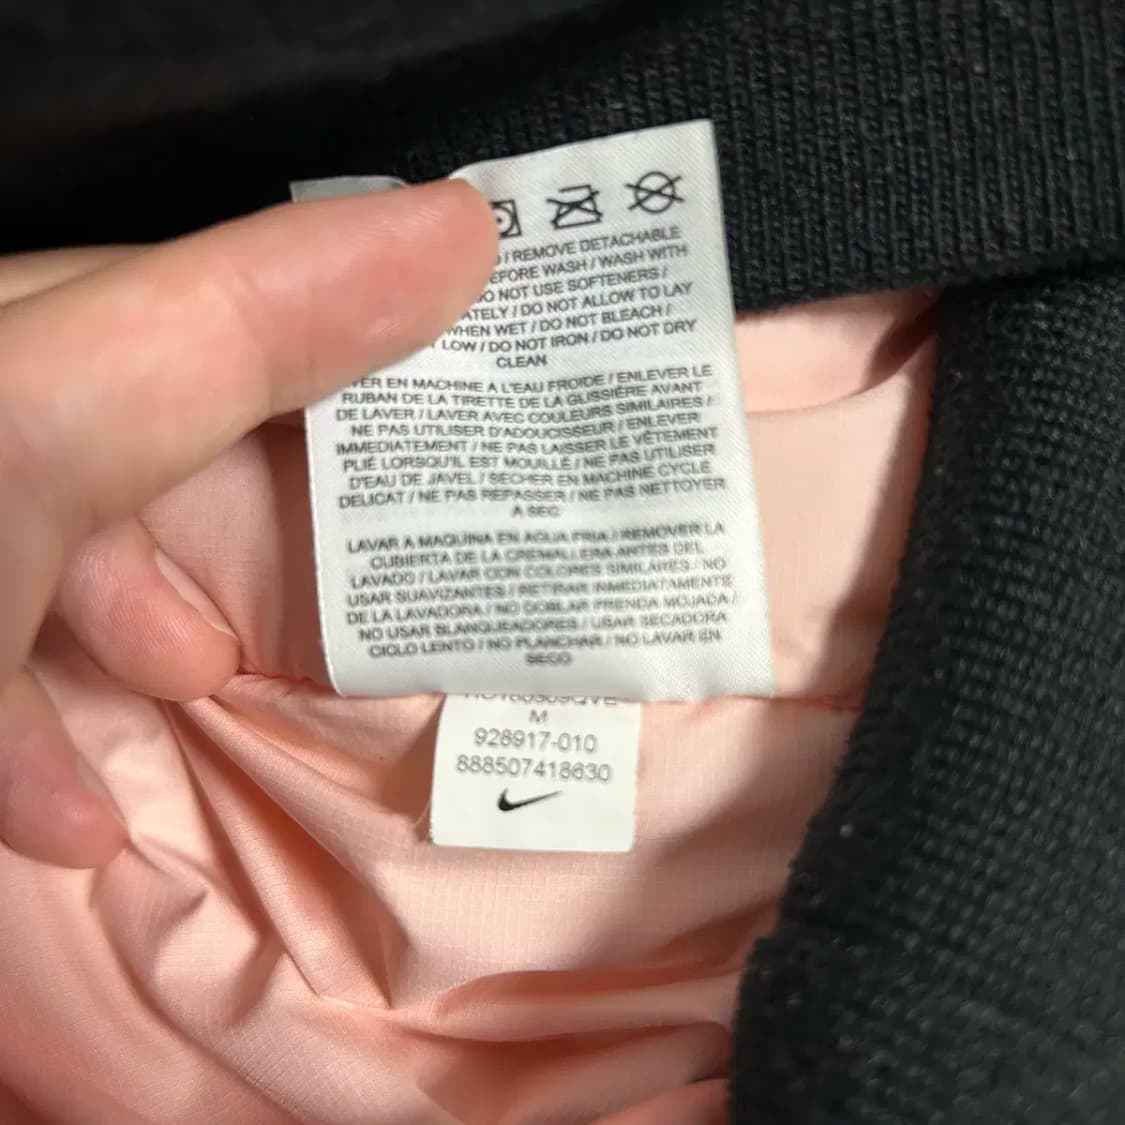 / REMOVE DETACHABLE
EFORE WASH / WASH WITH
DO NOT USE SOFTENERS /
ATELY / DO NOT ALLOW TO LAY
WHEN WET / DO NOT BLEACH /
LOW / DO NOT IRON / DO NOT DRY
CLEAN
VER EN MACHINE A L'EAU FROIDE / ENLEVER LE
RUBAN DE LA TIRETTE DE LA GLISSIÈRE AVANT
DE LAVER / LAVER AVEC COULEURS SIMILAIRES /
NE PAS UTILISER D'ADOUCISSEUR / ENLEVER
IMMEDIATEMENT / NE PAS LAISSER LE VÊTEMENT
PLIÉ LORSQU'IL EST MOUILLÉ / NE PAS UTILISER
D'EAU DE JAVEL / SECHER EN MACHINE CYCLE
DELICAT / NE PAS REPASSER / NE PAS NETTOYER
A SEC
LAVAR A MAQUINA EN AGUA FRIA / REMOVER LA
CUBIERTA DE LA CREMALLERA ANTES DEL
LAVADO / LAVAR CON COLORES SIMILARES / NO
USAR SUAVIZANTES / RETIRAR INMEDIATAMENTE
DE LA LAVADORA / NO DOBLAR PRENDA MOJADA /
NO USAR BLANQUEADORES / USAR SECADORA
CICLO LENTO / NO PLANCHAR / NO LAVAR EN
SECO
M
928917-010
888507418630